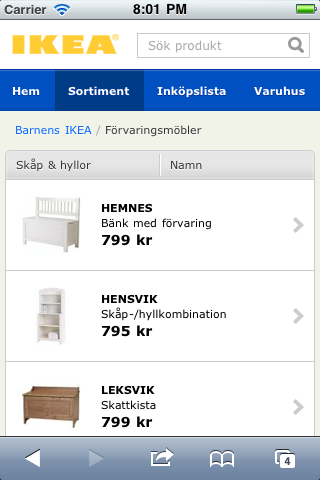 Carrier 8:01 PM
IKEA® Sök produkt
Hem Sortiment Inköpslista Varuhus
Barnens IKEA / Förvaringsmöbler
Skåp & hyllor Namn
HEMNES
Bänk med förvaring
799 kr
HENSVIK
Skåp-/hyllkombination
795 kr
LEKSVIK
Skattkista
799 kr
4